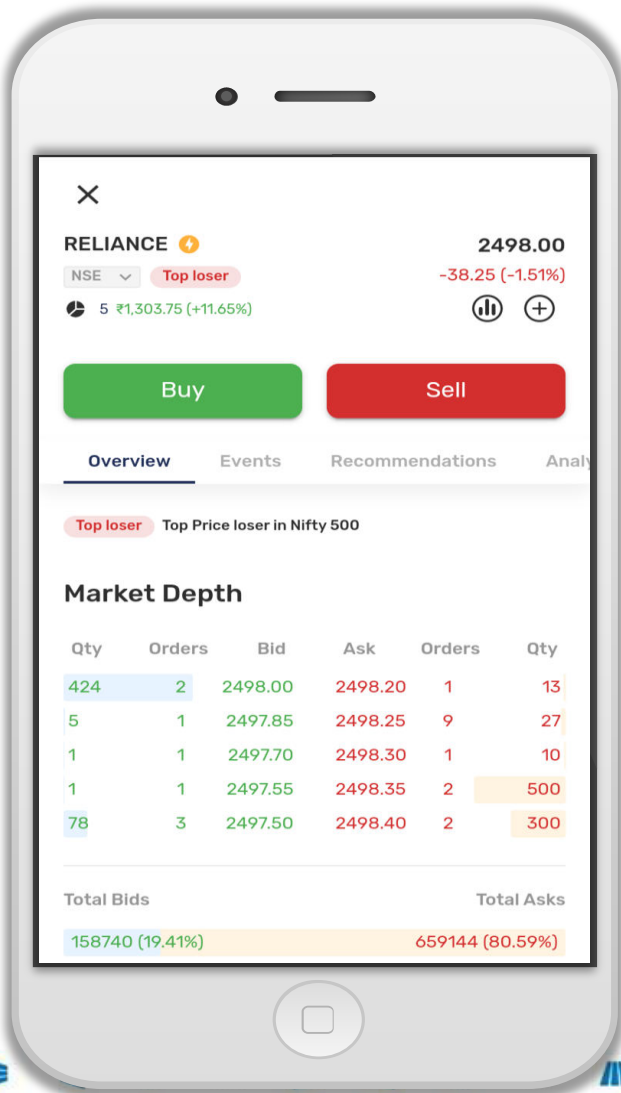 RELIANCE 2498.00
NSE Top loser -38.25 (-1.51%)
5 ₹1,303.75 (+11.65%)
Buy Sell
Overview Events Recommendations Analy
Top loser Top Price loser in Nifty 500
Market Depth
Qty Orders Bid Ask Orders Qty
424 2 2498.00 2498.20 1 13
5 1 2497.85 2498.25 9 27
1 1 2497.70 2498.30 1 10
1 1 2497.55 2498.35 2 500
78 3 2497.50 2498.40 2 300
Total Bids Total Asks
158740 (19.41%) 659144 (80.59%)